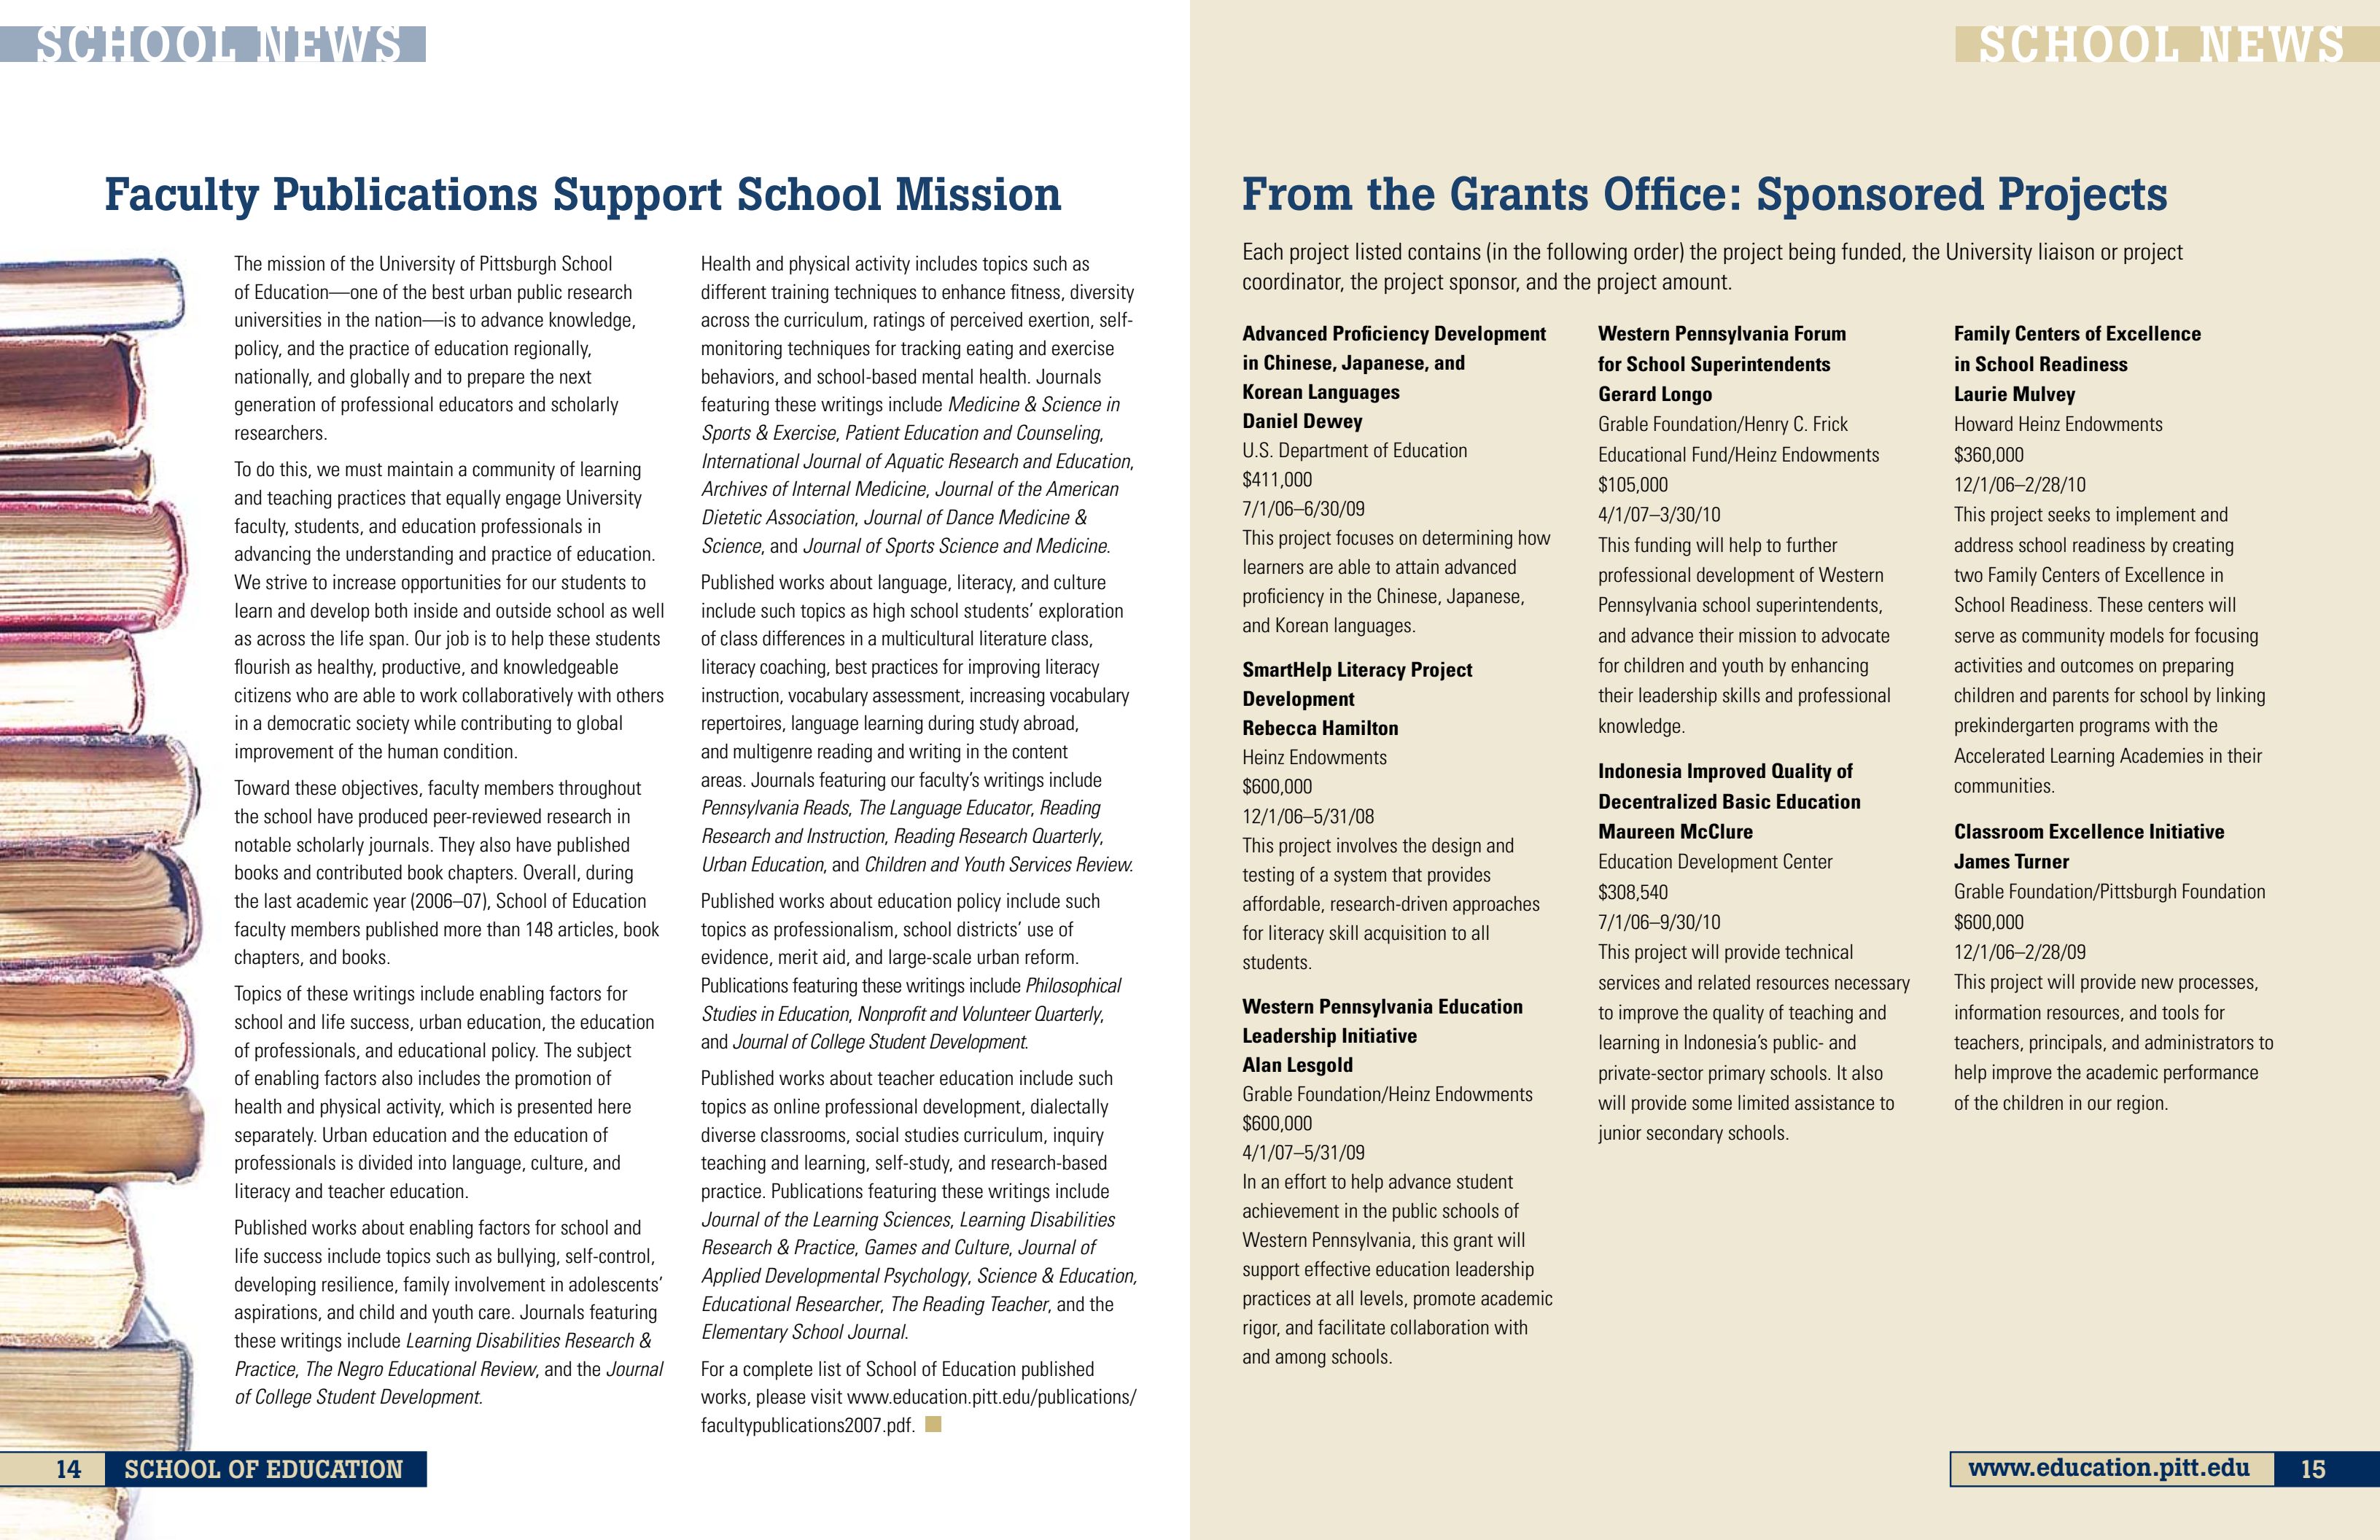 SCHOOL NEWS
Faculty Publications Support School Mission
The mission of the University of Pittsburgh School
of Education—one of the best urban public research
universities in the nation—is to advance knowledge,
policy, and the practice of education regionally,
nationally, and globally and to prepare the next
generation of professional educators and scholarly
researchers.
To do this, we must maintain a community of learning
and teaching practices that equally engage University
faculty, students, and education professionals in
advancing the understanding and practice of education.
We strive to increase opportunities for our students to
learn and develop both inside and outside school as well
as across the life span. Our job is to help these students
flourish as healthy, productive, and knowledgeable
citizens who are able to work collaboratively with others
in a democratic society while contributing to global
improvement of the human condition.
Toward these objectives, faculty members throughout
the school have produced peer-reviewed research in
notable scholarly journals. They also have published
books and contributed book chapters. Overall, during
the last academic year (2006–07), School of Education
faculty members published more than 148 articles, book
chapters, and books.
Topics of these writings include enabling factors for
school and life success, urban education, the education
of professionals, and educational policy. The subject
of enabling factors also includes the promotion of
health and physical activity, which is presented here
separately. Urban education and the education of
professionals is divided into language, culture, and
literacy and teacher education.
Published works about enabling factors for school and
life success include topics such as bullying, self-control,
developing resilience, family involvement in adolescents’
aspirations, and child and youth care. Journals featuring
these writings include Learning Disabilities Research &
Practice, The Negro Educational Review, and the Journal
of College Student Development.
Health and physical activity includes topics such as
different training techniques to enhance fitness, diversity
across the curriculum, ratings of perceived exertion, self-
monitoring techniques for tracking eating and exercise
behaviors, and school-based mental health. Journals
featuring these writings include Medicine & Science in
Sports & Exercise, Patient Education and Counseling,
International Journal of Aquatic Research and Education,
Archives of Internal Medicine, Journal of the American
Dietetic Association, Journal of Dance Medicine &
Science, and Journal of Sports Science and Medicine.
Published works about language, literacy, and culture
include such topics as high school students’ exploration
of class differences in a multicultural literature class,
literacy coaching, best practices for improving literacy
instruction, vocabulary assessment, increasing vocabulary
repertoires, language learning during study abroad,
and multigenre reading and writing in the content
areas. Journals featuring our faculty’s writings include
Pennsylvania Reads, The Language Educator, Reading
Research and Instruction, Reading Research Quarterly,
Urban Education, and Children and Youth Services Review.
Published works about education policy include such
topics as professionalism, school districts’ use of
evidence, merit aid, and large-scale urban reform.
Publications featuring these writings include Philosophical
Studies in Education, Nonprofit and Volunteer Quarterly,
and Journal of College Student Development.
Published works about teacher education include such
topics as online professional development, dialectally
diverse classrooms, social studies curriculum, inquiry
teaching and learning, self-study, and research-based
practice. Publications featuring these writings include
Journal of the Learning Sciences, Learning Disabilities
Research & Practice, Games and Culture, Journal of
Applied Developmental Psychology, Science & Education,
Educational Researcher, The Reading Teacher, and the
Elementary School Journal.
For a complete list of School of Education published
works, please visit www.education.pitt.edu/publications/
facultypublications2007.pdf.
14 SCHOOL OF EDUCATION
SCHOOL NEWS
From the Grants Office: Sponsored Projects
Each project listed contains (in the following order) the project being funded, the University liaison or project
coordinator, the project sponsor, and the project amount.
Advanced Proficiency Development
in Chinese, Japanese, and
Korean Languages
Daniel Dewey
U.S. Department of Education
$411,000
7/1/06–6/30/09
This project focuses on determining how
learners are able to attain advanced
proficiency in the Chinese, Japanese,
and Korean languages.
SmartHelp Literacy Project
Development
Rebecca Hamilton
Heinz Endowments
$600,000
12/1/06–5/31/08
This project involves the design and
testing of a system that provides
affordable, research-driven approaches
for literacy skill acquisition to all
students.
Western Pennsylvania Education
Leadership Initiative
Alan Lesgold
Grable Foundation/Heinz Endowments
$600,000
4/1/07–5/31/09
In an effort to help advance student
achievement in the public schools of
Western Pennsylvania, this grant will
support effective education leadership
practices at all levels, promote academic
rigor, and facilitate collaboration with
and among schools.
Western Pennsylvania Forum
for School Superintendents
Gerard Longo
Grable Foundation/Henry C. Frick
Educational Fund/Heinz Endowments
$105,000
4/1/07–3/30/10
This funding will help to further
professional development of Western
Pennsylvania school superintendents,
and advance their mission to advocate
for children and youth by enhancing
their leadership skills and professional
knowledge.
Indonesia Improved Quality of
Decentralized Basic Education
Maureen McClure
Education Development Center
$308,540
7/1/06–9/30/10
This project will provide technical
services and related resources necessary
to improve the quality of teaching and
learning in Indonesia’s public- and
private-sector primary schools. It also
will provide some limited assistance to
junior secondary schools.
Family Centers of Excellence
in School Readiness
Laurie Mulvey
Howard Heinz Endowments
$360,000
12/1/06–2/28/10
This project seeks to implement and
address school readiness by creating
two Family Centers of Excellence in
School Readiness. These centers will
serve as community models for focusing
activities and outcomes on preparing
children and parents for school by linking
prekindergarten programs with the
Accelerated Learning Academies in their
communities.
Classroom Excellence Initiative
James Turner
Grable Foundation/Pittsburgh Foundation
$600,000
12/1/06–2/28/09
This project will provide new processes,
information resources, and tools for
teachers, principals, and administrators to
help improve the academic performance
of the children in our region.
www.education.pitt.edu 15